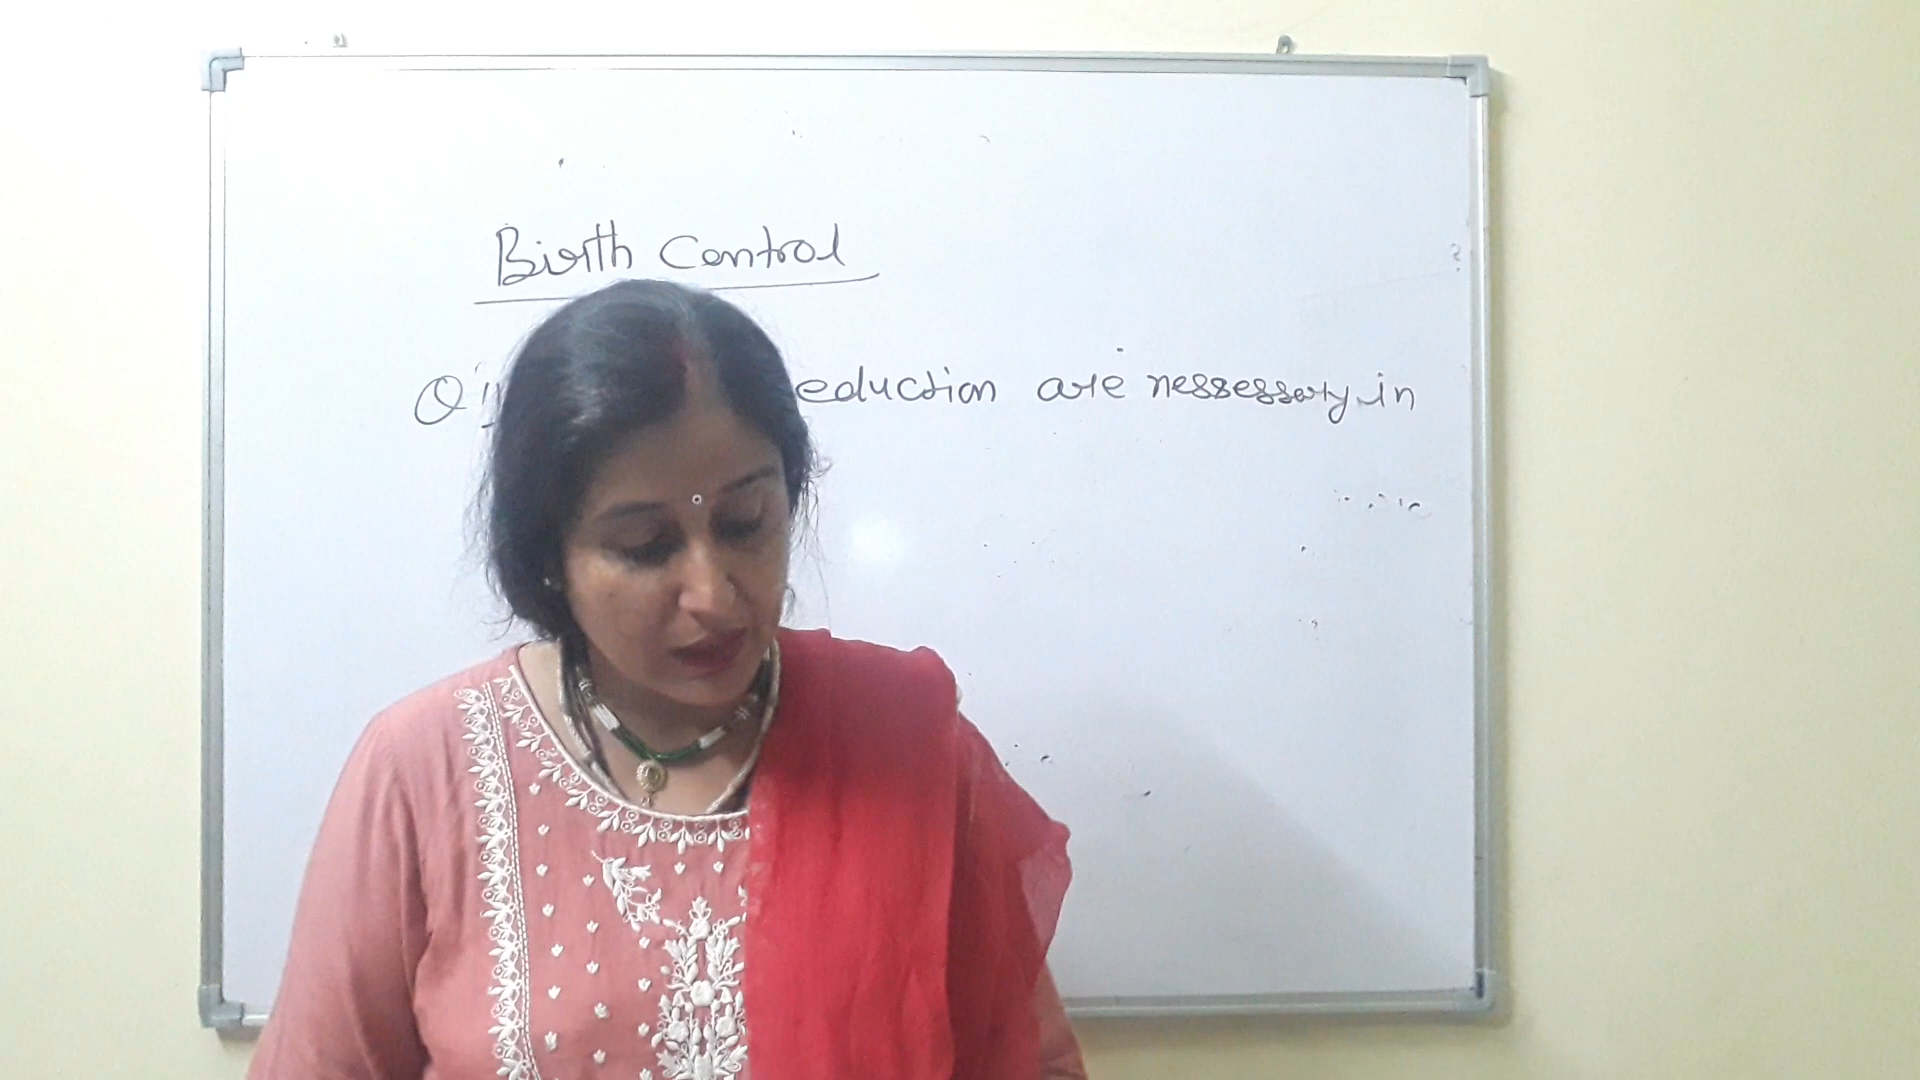 Birth Control
Q eduction are nessessary in